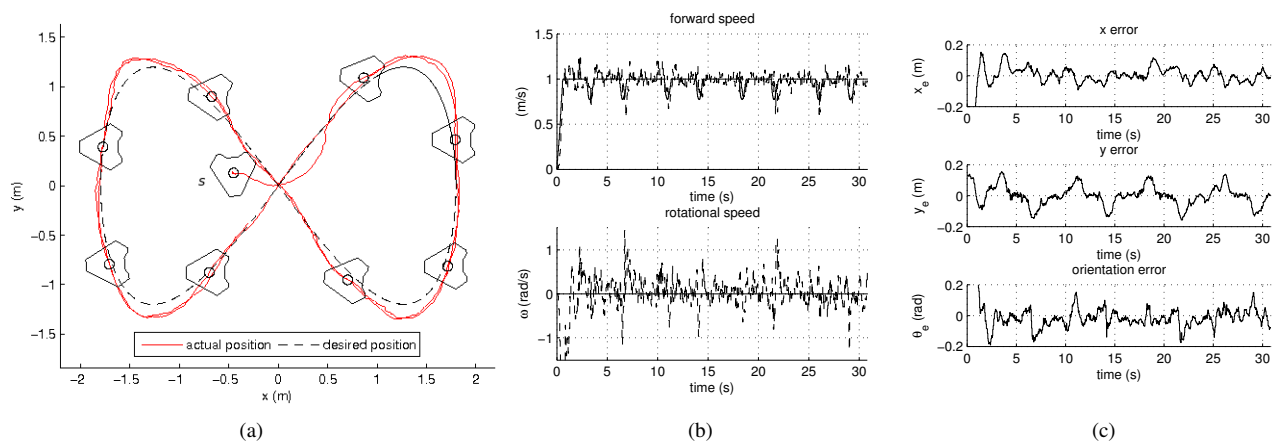 1.5
1
0.5
0
−0.5
−1
−1.5
y (m)
s
actual position
desired position
−2
−1.5
−1
−0.5
0
0.5
1
1.5
2
x (m)
(a)
forward speed
1.5
1
0.5
0
(m/s)
0
5
10
15
20
25
30
time (s)
rotational speed
1
0
−1
ω (rad/s)
0
5
10
15
20
25
30
time (s)
(b)
x error
0.2
0
−0.2
x_e (m)
0
5
10
15
20
25
30
time (s)
y error
0.2
0
−0.2
y_e (m)
0
5
10
15
20
25
30
time (s)
orientation error
0.2
0
−0.2
θ_e (rad)
0
5
10
15
20
25
30
time (s)
(c)